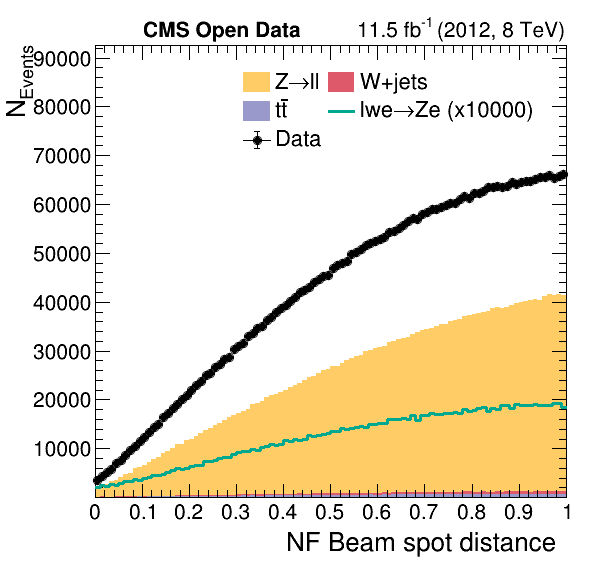 CMS Open Data 11.5 fb⁻¹ (2012, 8 TeV)
N_Events
90000
80000
70000
60000
50000
40000
30000
20000
10000
Z→ll W+jets
tt̄ lwe→Ze (x10000)
Data
0 0.1 0.2 0.3 0.4 0.5 0.6 0.7 0.8 0.9 1
NF Beam spot distance